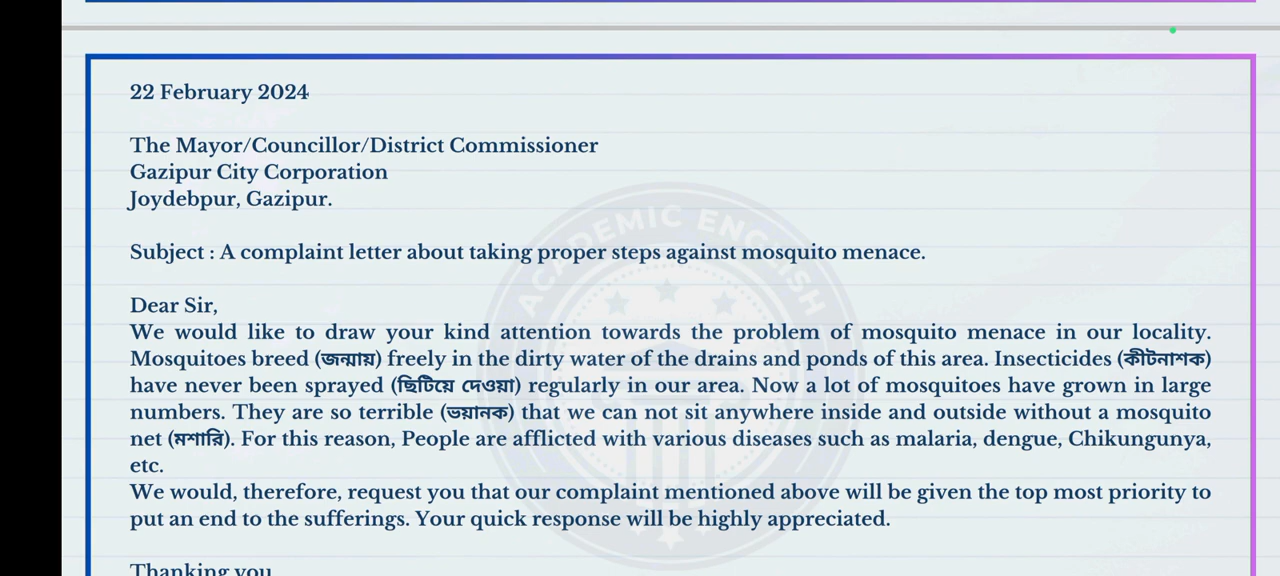 22 February 2024
The Mayor/Councillor/District Commissioner
Gazipur City Corporation
Joydebpur, Gazipur.
Subject : A complaint letter about taking proper steps against mosquito menace.
Dear Sir,
We would like to draw your kind attention towards the problem of mosquito menace in our locality.
Mosquitoes breed (জন্মায়) freely in the dirty water of the drains and ponds of this area. Insecticides (কীটনাশক)
have never been sprayed (ছিটিয়ে দেওয়া) regularly in our area. Now a lot of mosquitoes have grown in large
numbers. They are so terrible (ভয়ানক) that we can not sit anywhere inside and outside without a mosquito
net (মশারি). For this reason, People are afflicted with various diseases such as malaria, dengue, Chikungunya,
etc.
We would, therefore, request you that our complaint mentioned above will be given the top most priority to
put an end to the sufferings. Your quick response will be highly appreciated.
Thanking you
ACADEMIC ENGLISH